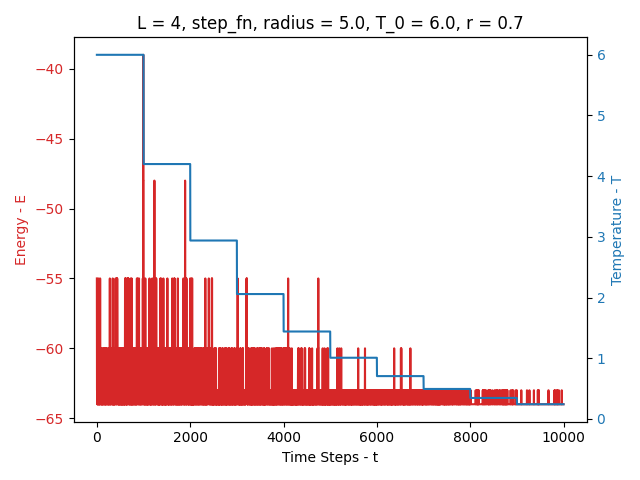 L = 4, step_fn, radius = 5.0, T_0 = 6.0, r = 0.7
−40
−45
−50
−55
−60
−65
Energy - E
6
5
4
3
2
1
0
Temperature - T
0 2000 4000 6000 8000 10000
Time Steps - t